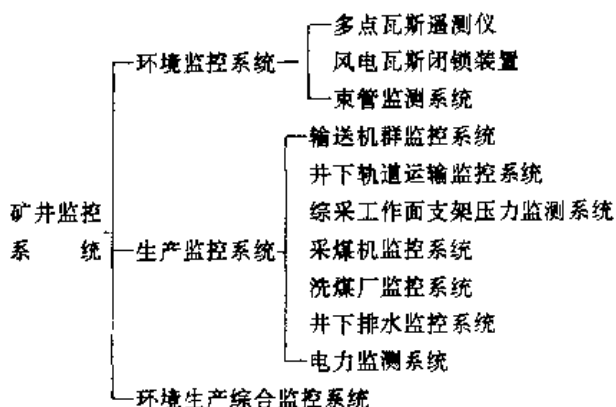 多点瓦斯遥测仪
环境监控系统
风电瓦斯闭锁装置
束管监测系统
输送机群监控系统
井下轨道运输监控系统
矿井监控
综采工作面支架压力监测系统
系统
生产监控系统
采煤机监控系统
洗煤厂监控系统
井下排水监控系统
电力监测系统
环境生产综合监控系统